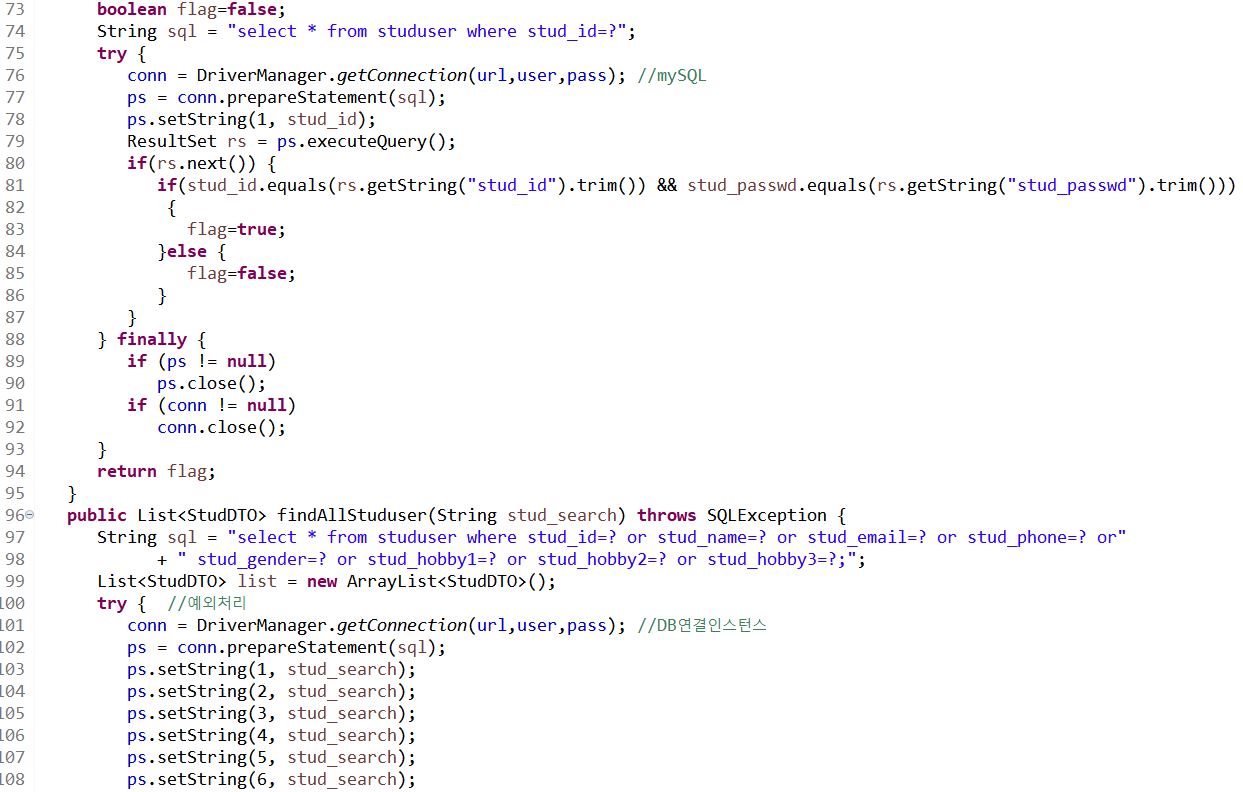 73 boolean flag=false;
74 String sql = "select * from studuser where stud_id=?";
75 try {
76 conn = DriverManager.getConnection(url,user,pass); //mySQL
77 ps = conn.prepareStatement(sql);
78 ps.setString(1, stud_id);
79 ResultSet rs = ps.executeQuery();
80 if(rs.next()) {
81 if(stud_id.equals(rs.getString("stud_id").trim()) && stud_passwd.equals(rs.getString("stud_passwd").trim()))
82 {
83 flag=true;
84 }else {
85 flag=false;
86 }
87 }
88 } finally {
89 if (ps != null)
90 ps.close();
91 if (conn != null)
92 conn.close();
93 }
94 return flag;
95 }
96 public List<StudDTO> findAllStuduser(String stud_search) throws SQLException {
97 String sql = "select * from studuser where stud_id=? or stud_name=? or stud_email=? or stud_phone=? or"
98 + " stud_gender=? or stud_hobby1=? or stud_hobby2=? or stud_hobby3=?;";
99 List<StudDTO> list = new ArrayList<StudDTO>();
100 try { //예외처리
101 conn = DriverManager.getConnection(url,user,pass); //DB연결인스턴스
102 ps = conn.prepareStatement(sql);
103 ps.setString(1, stud_search);
104 ps.setString(2, stud_search);
105 ps.setString(3, stud_search);
106 ps.setString(4, stud_search);
107 ps.setString(5, stud_search);
108 ps.setString(6, stud_search);